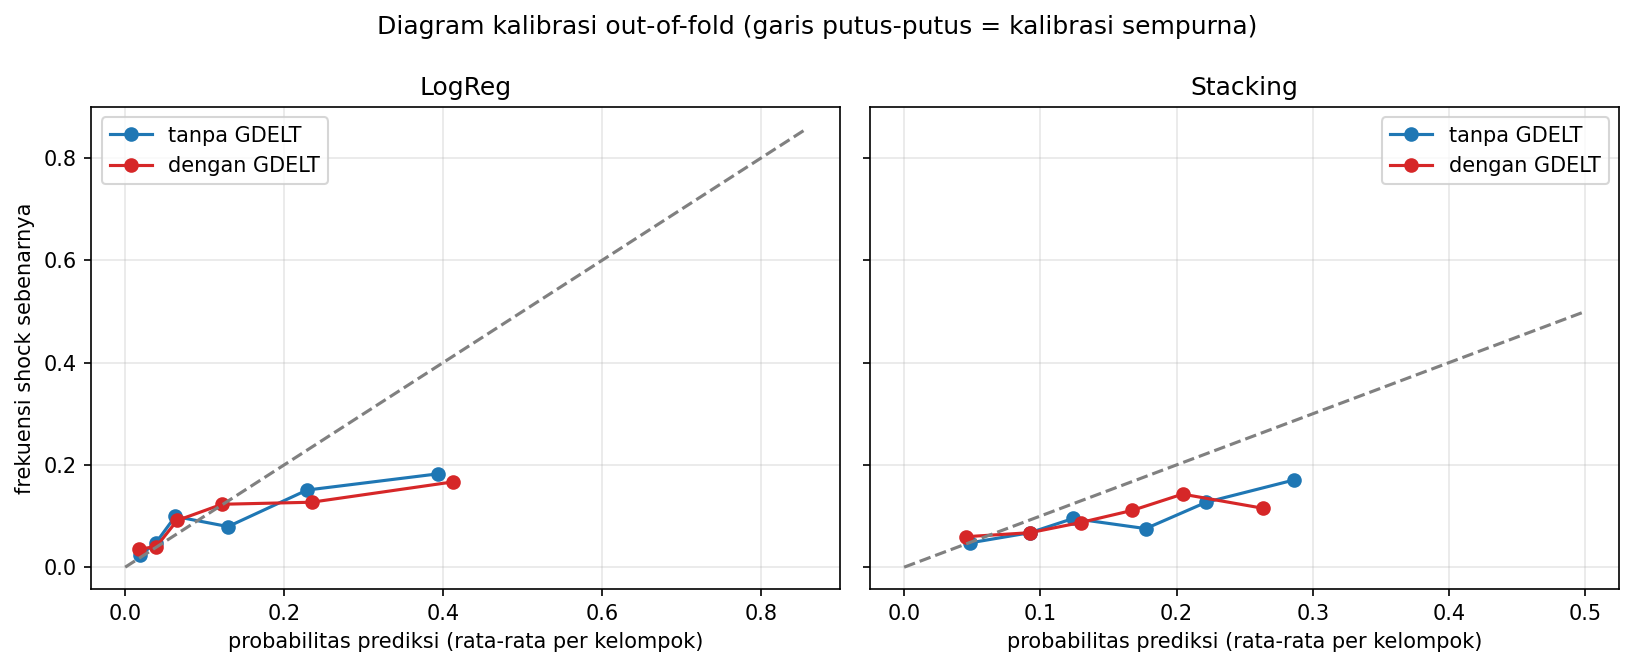 Diagram kalibrasi out-of-fold (garis putus-putus = kalibrasi sempurna)
LogReg
tanpa GDELT
dengan GDELT
frekuensi shock sebenarnya
0.8
0.6
0.4
0.2
0.0
0.0 0.2 0.4 0.6 0.8
probabilitas prediksi (rata-rata per kelompok)
Stacking
tanpa GDELT
dengan GDELT
0.0 0.1 0.2 0.3 0.4 0.5
probabilitas prediksi (rata-rata per kelompok)